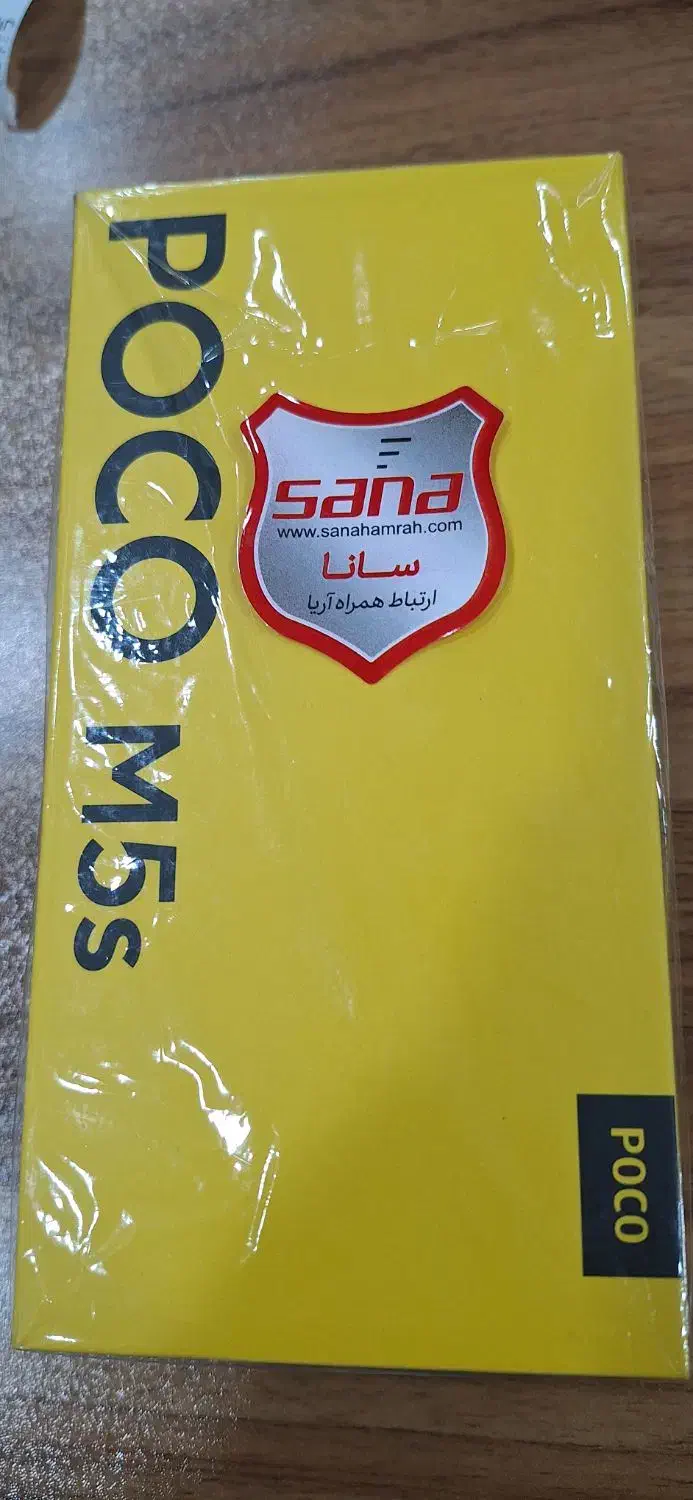 POCO M5s
sana
www.sanahamrah.com
سانا
ارتباط همراه آریا
POCO